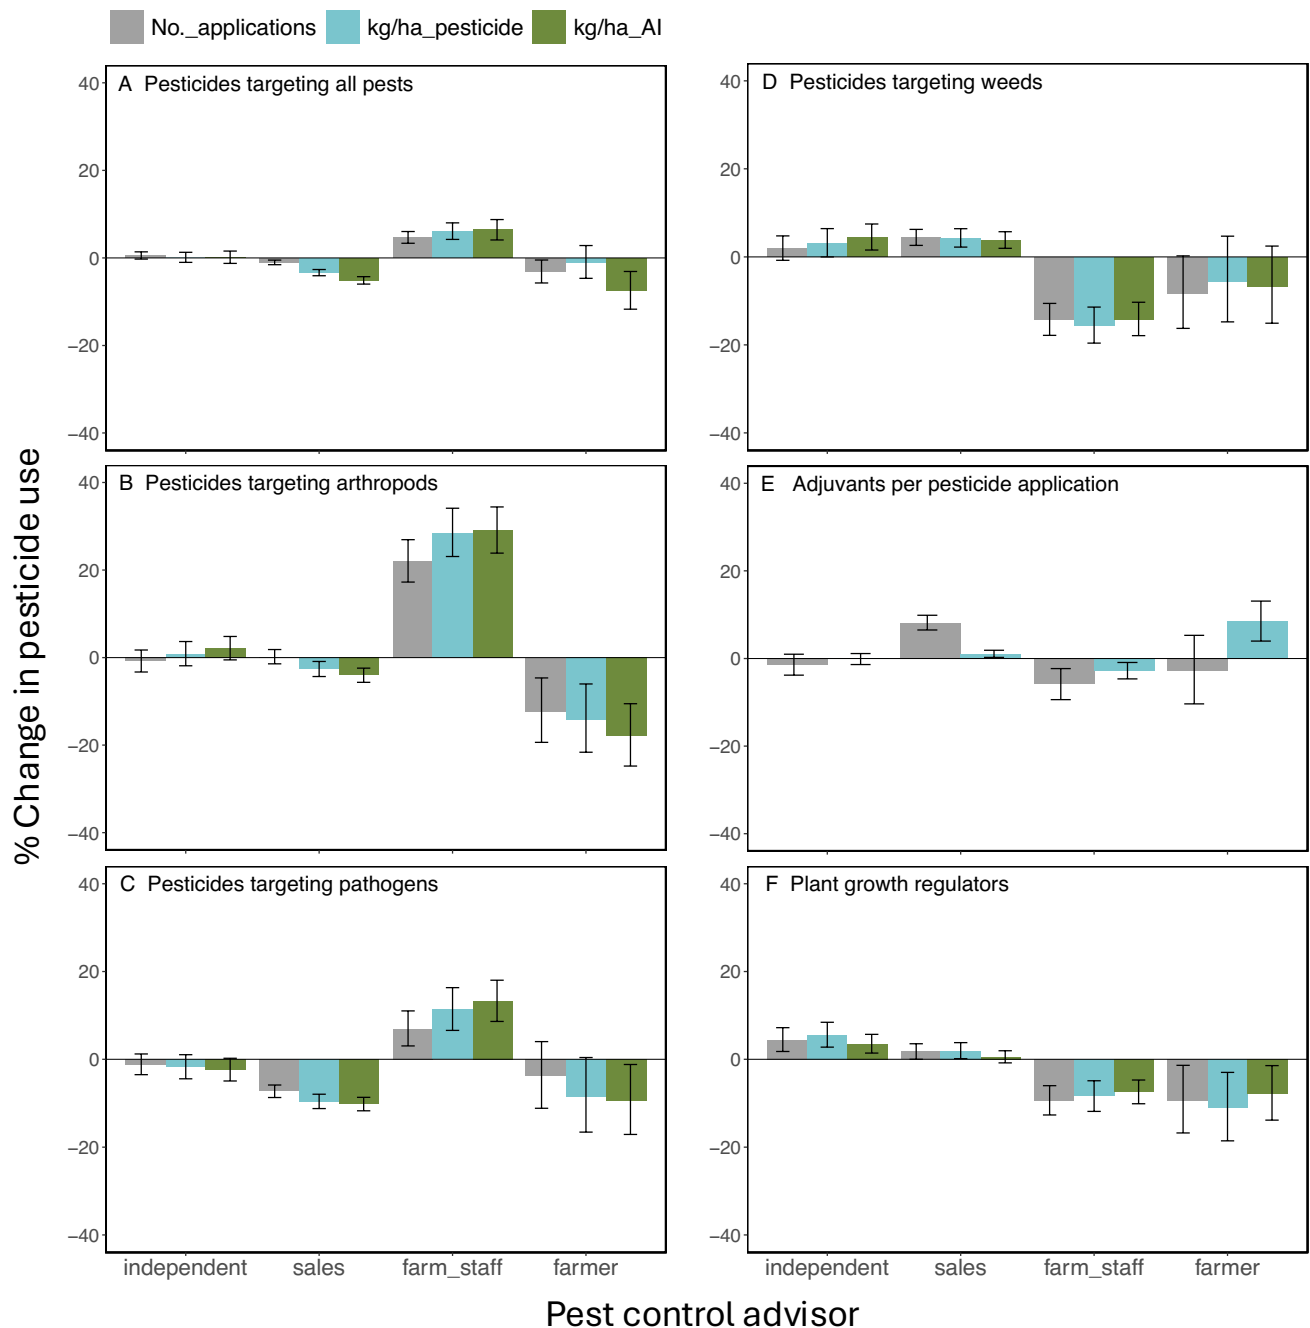 No._applications kg/ha_pesticide kg/ha_AI
% Change in pesticide use
A Pesticides targeting all pests
40
20
0
−20
−40
D Pesticides targeting weeds
40
20
0
−20
−40
B Pesticides targeting arthropods
40
20
0
−20
−40
E Adjuvants per pesticide application
40
20
0
−20
−40
C Pesticides targeting pathogens
40
20
0
−20
−40
independent sales farm_staff farmer
F Plant growth regulators
40
20
0
−20
−40
independent sales farm_staff farmer
Pest control advisor